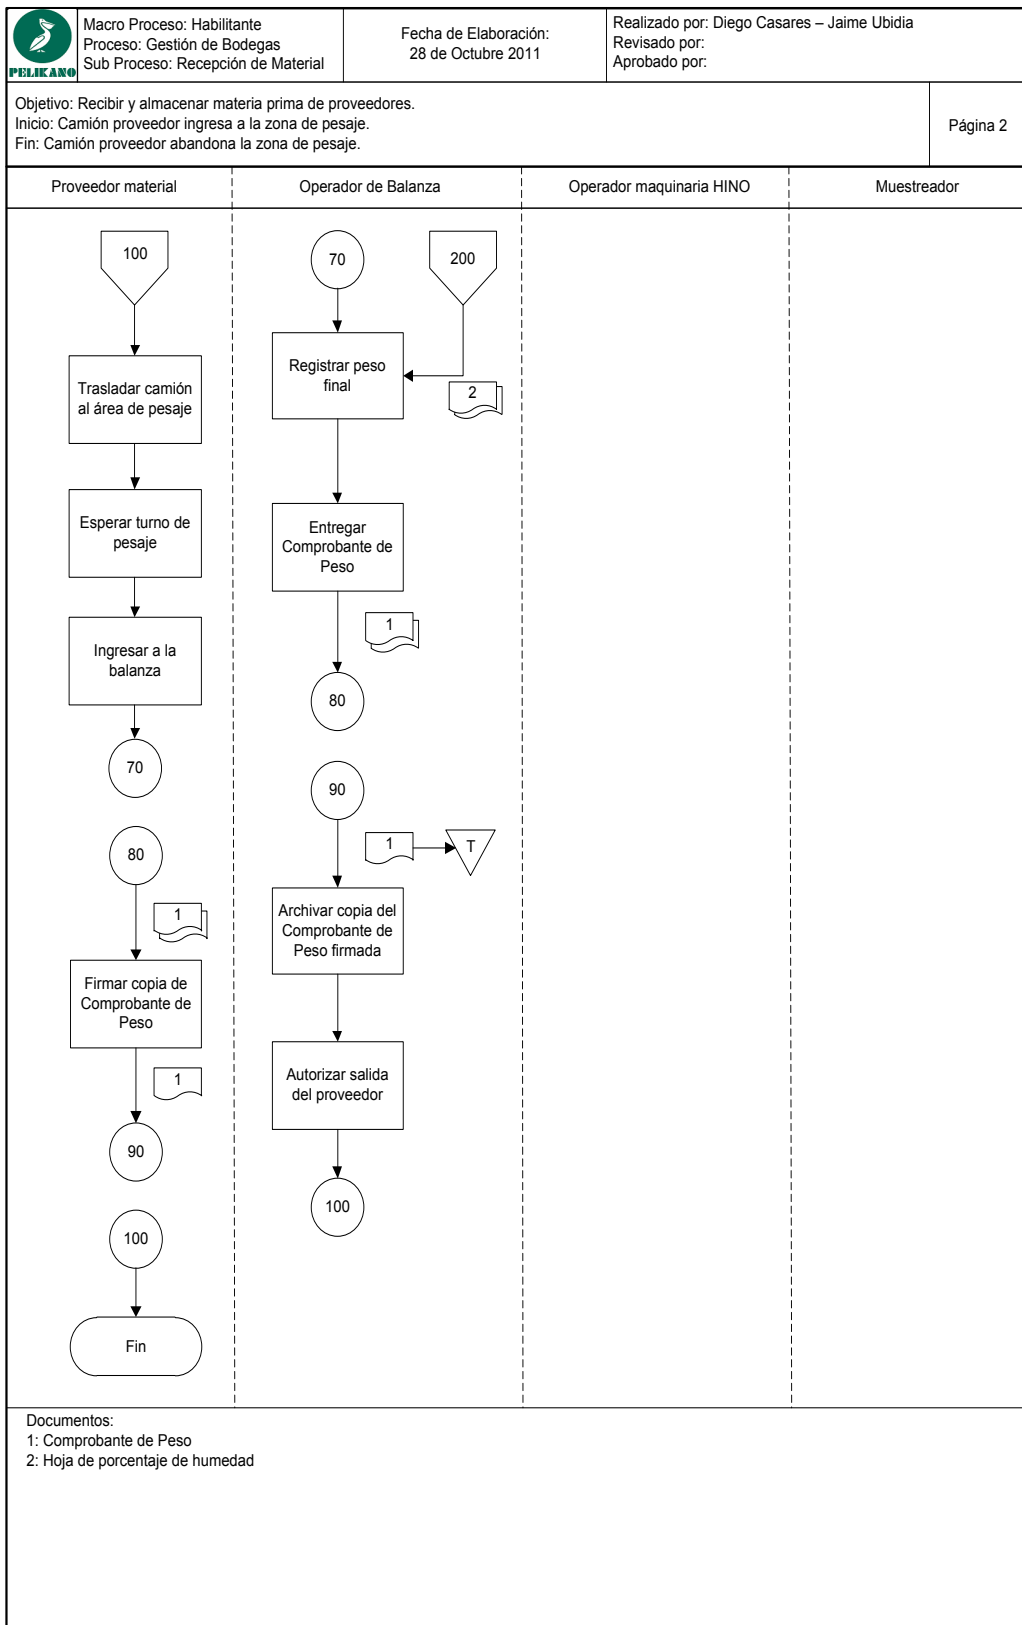 PELIKANO
Macro Proceso: Habilitante
Proceso: Gestión de Bodegas
Sub Proceso: Recepción de Material
Fecha de Elaboración:
28 de Octubre 2011
Realizado por: Diego Casares – Jaime Ubidia
Revisado por:
Aprobado por:
Objetivo: Recibir y almacenar materia prima de proveedores.
Inicio: Camión proveedor ingresa a la zona de pesaje.
Fin: Camión proveedor abandona la zona de pesaje.
Página 2
Proveedor material
Operador de Balanza
Operador maquinaria HINO
Muestreador
100
Trasladar camión
al área de pesaje
Esperar turno de
pesaje
Ingresar a la
balanza
70
80
1
Firmar copia de
Comprobante de
Peso
1
90
100
Fin
70
200
Registrar peso
final
2
Entregar
Comprobante de
Peso
1
80
90
1
T
Archivar copia del
Comprobante de
Peso firmada
Autorizar salida
del proveedor
100
Documentos:
1: Comprobante de Peso
2: Hoja de porcentaje de humedad